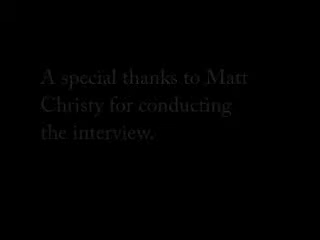 A special thanks to Matt
Christy for conducting
the interview.